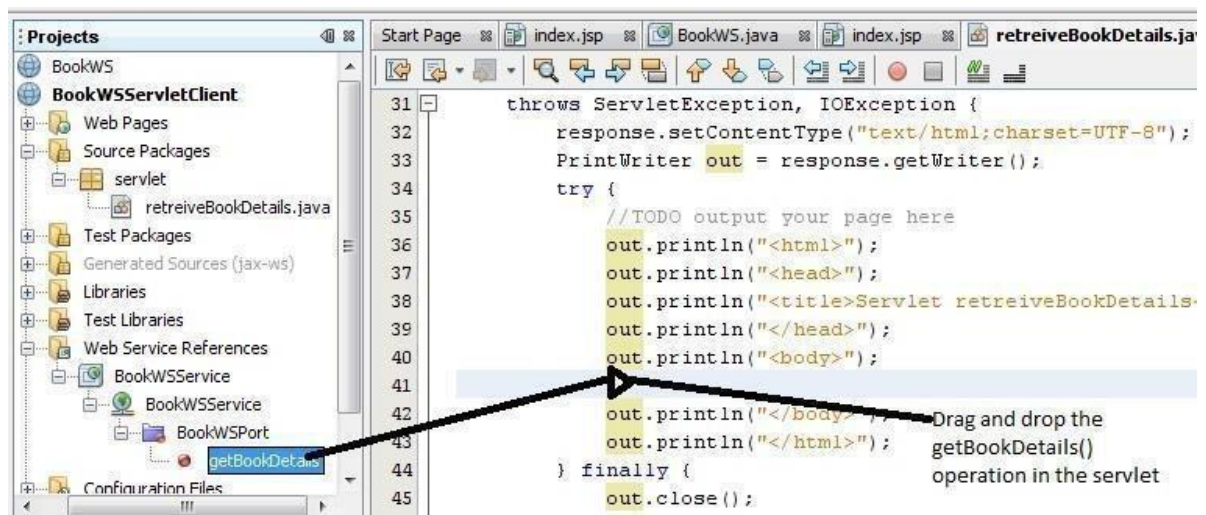 Projects
BookWS
BookWSServletClient
Web Pages
Source Packages
servlet
retreiveBookDetails.java
Test Packages
Generated Sources (jax-ws)
Libraries
Test Libraries
Web Service References
BookWSService
BookWSService
BookWSPort
getBookDetails
Configuration Files
Start Page index.jsp BookWS.java index.jsp retreiveBookDetails.ja
31 throws ServletException, IOException {
32 response.setContentType("text/html;charset=UTF-8");
33 PrintWriter out = response.getWriter();
34 try {
35 //TODO output your page here
36 out.println("<html>");
37 out.println("<head>");
38 out.println("<title>Servlet retreiveBookDetails
39 out.println("</head>");
40 out.println("<body>");
41
42 out.println("</body>");
43 out.println("</html>");
44 } finally {
45 out.close();
Drag and drop the
getBookDetails()
operation in the servlet